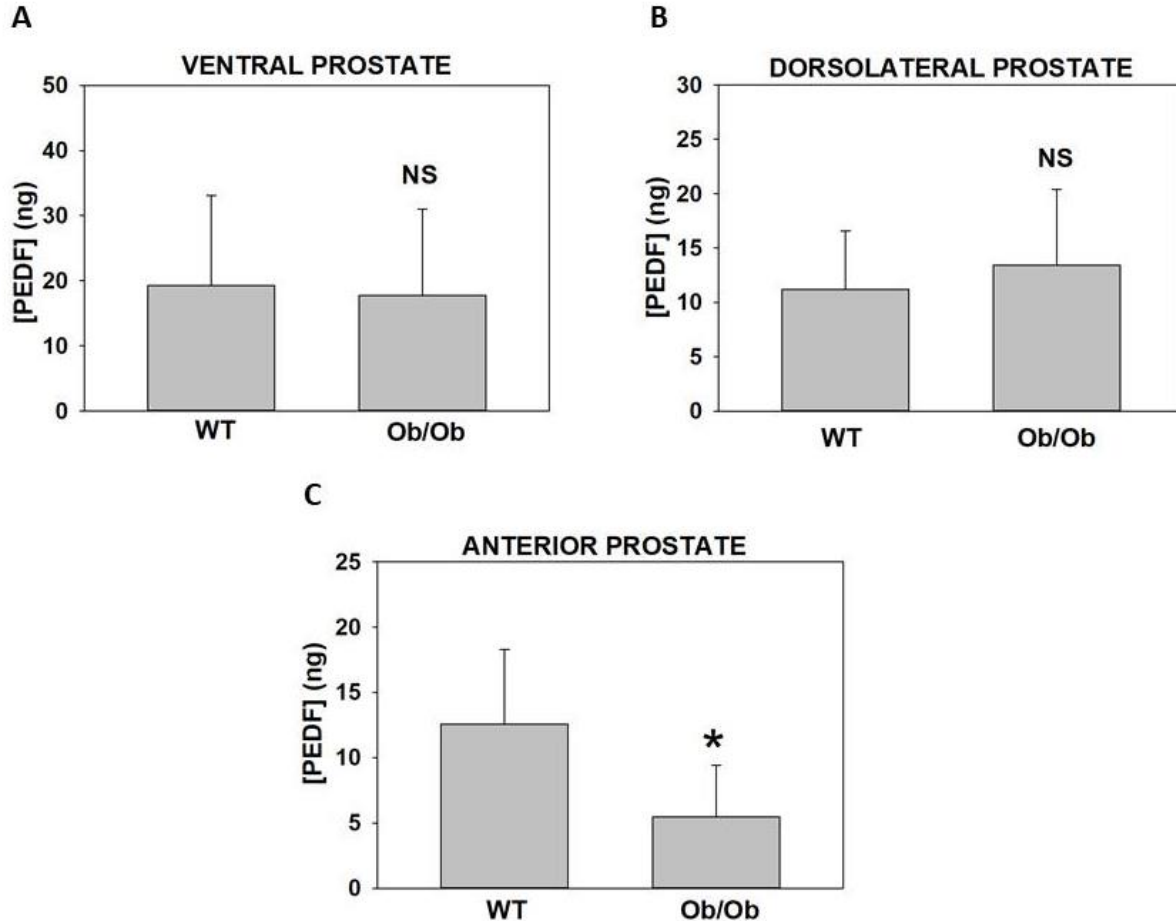 A
VENTRAL PROSTATE
[PEDF] (ng)
50
40
30
20
10
0
NS
WT Ob/Ob
B
DORSOLATERAL PROSTATE
[PEDF] (ng)
30
25
20
15
10
5
0
NS
WT Ob/Ob
C
ANTERIOR PROSTATE
[PEDF] (ng)
25
20
15
10
5
0
*
WT Ob/Ob